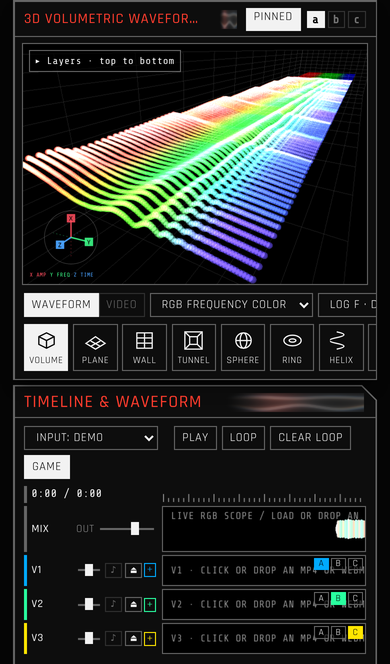 3D VOLUMETRIC WAVEFOR… PINNED a b c
▸ Layers · top to bottom
X
Z Y
X AMP Y FREQ Z TIME
WAVEFORM VIDEO RGB FREQUENCY COLOR LOG F · D
VOLUME PLANE WALL TUNNEL SPHERE RING HELIX
TIMELINE & WAVEFORM
INPUT: DEMO PLAY LOOP CLEAR LOOP
GAME
0:00 / 0:00
LIVE RGB SCOPE / LOAD OR DROP AN
MIX OUT
A B C
V1 V1 · CLICK OR DROP AN MP4 OR WEBM
A B C
V2 V2 · CLICK OR DROP AN MP4 OR WEBM
A B C
V3 V3 · CLICK OR DROP AN MP4 OR WEBM